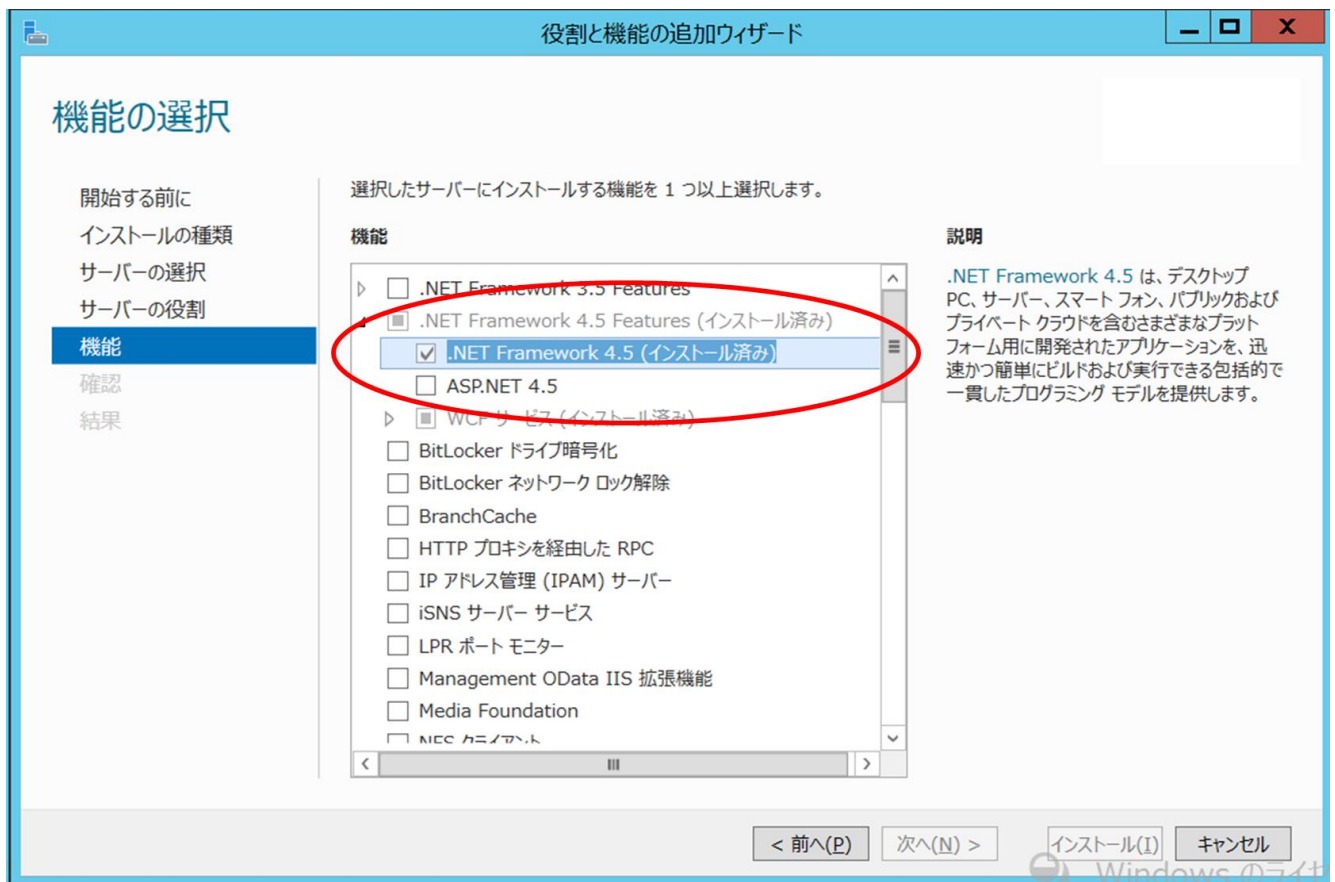 役割と機能の追加ウィザード
機能の選択
開始する前に
インストールの種類
サーバーの選択
サーバーの役割
機能
確認
結果
選択したサーバーにインストールする機能を 1 つ以上選択します。
機能
.NET Framework 3.5 Features
.NET Framework 4.5 Features (インストール済み)
.NET Framework 4.5 (インストール済み)
ASP.NET 4.5
WCF サービス (インストール済み)
BitLocker ドライブ暗号化
BitLocker ネットワーク ロック解除
BranchCache
HTTP プロキシを経由した RPC
IP アドレス管理 (IPAM) サーバー
iSNS サーバー サービス
LPR ポート モニター
Management OData IIS 拡張機能
Media Foundation
NFS クライアント
説明
.NET Framework 4.5 は、デスクトップ
PC、サーバー、スマート フォン、パブリックおよび
プライベート クラウドを含むさまざまなプラット
フォーム用に開発されたアプリケーションを、迅
速かつ簡単にビルドおよび実行できる包括的で
一貫したプログラミング モデルを提供します。
< 前へ(P)
次へ(N) >
インストール(I)
キャンセル
Windows のライセ